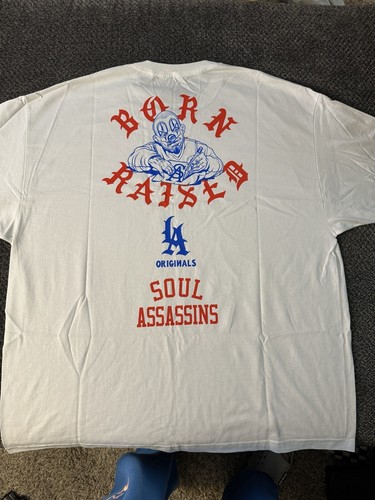 BORN
RAISED
LA
ORIGINALS
SOUL
ASSASSINS